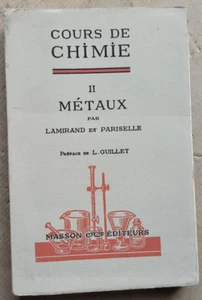 COURS DE
CHIMIE
II
MÉTAUX
PAR
LAMIRAND ET PARISELLE
PRÉFACE DE L. GUILLET
MASSON & Cie ÉDITEURS